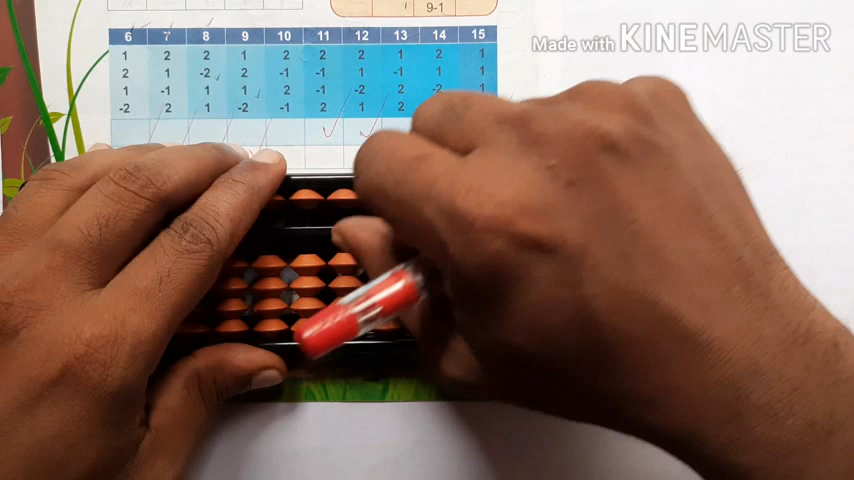 9-1
Made with KINEMASTER
6 7 8 9 10 11 12 13 14 15
1 2 2 1 2 2 2 1 2 1
2 1 -2 2 -1 -1 1 -1 1 1
1 -1 1 1 -1 -1 -2 2 -2 1
-2 2 1 -2 -1 2 1 2